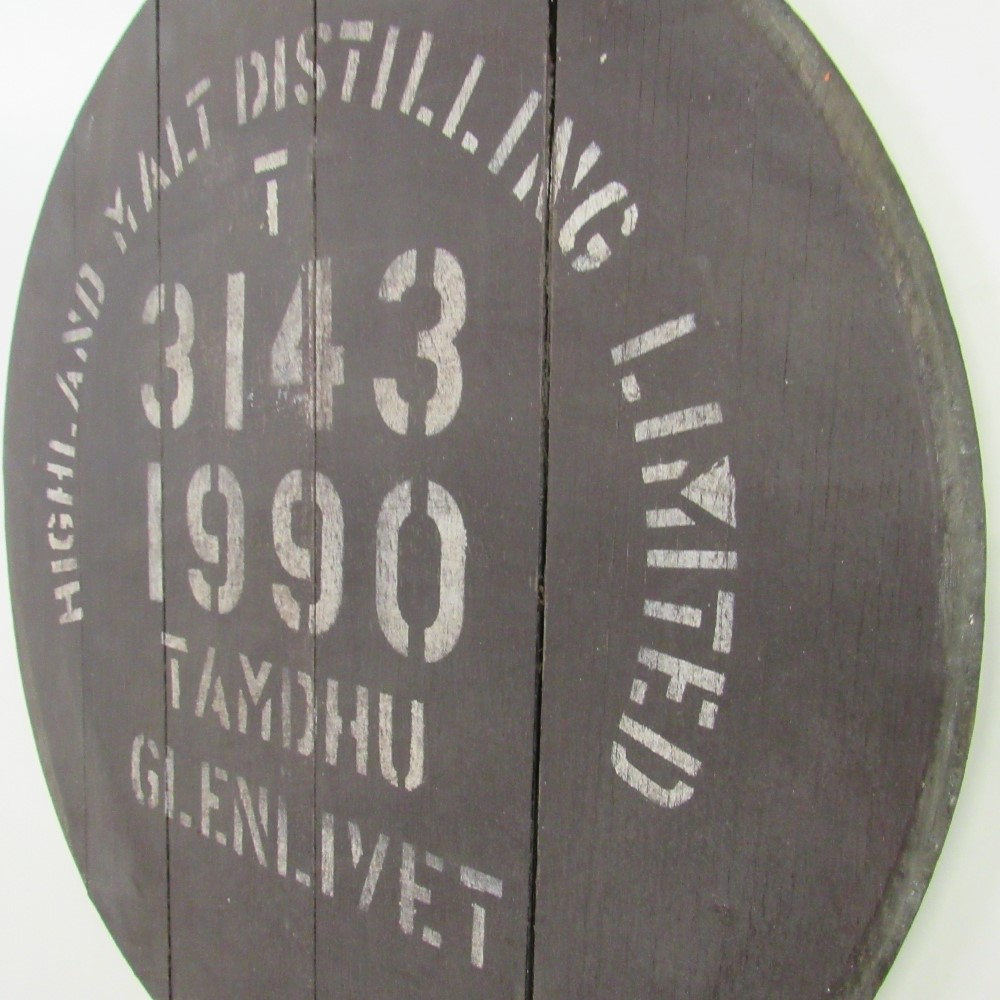 HIGHLAND MALT DISTILLING LIMITED
T
3143
1990
TAMDHU
GLENLIVET